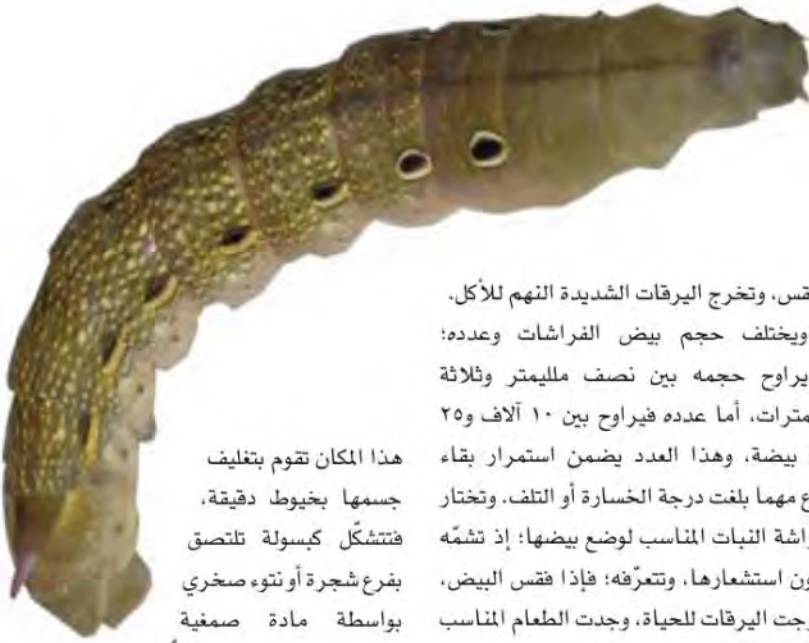 قس، وتخرج اليرقات الشديدة النهم للأكل.
ويختلف حجم بيض الفراشات وعدده؛
يراوح حجمه بين نصف ملليمتر وثلاثة
مترات، أما عدده فيراوح بين ١٠ آلاف و٢٥
بيضة، وهذا العدد يضمن استمرار بقاء
ع مهما بلغت درجة الخسارة أو التلف. وتختار
راشة النبات المناسب لوضع بيضها؛ إذ تشمّه
ون استشعارها، وتتعرّفه؛ فإذا فقس البيض،
وجت اليرقات للحياة، وجدت الطعام المناسب
هذا المكان تقوم بتغليف
جسمها بخيوط دقيقة،
فتتشكّل كبسولة تلتصق
بفرع شجرة أو نتوء صخري
بواسطة مادة صمغية